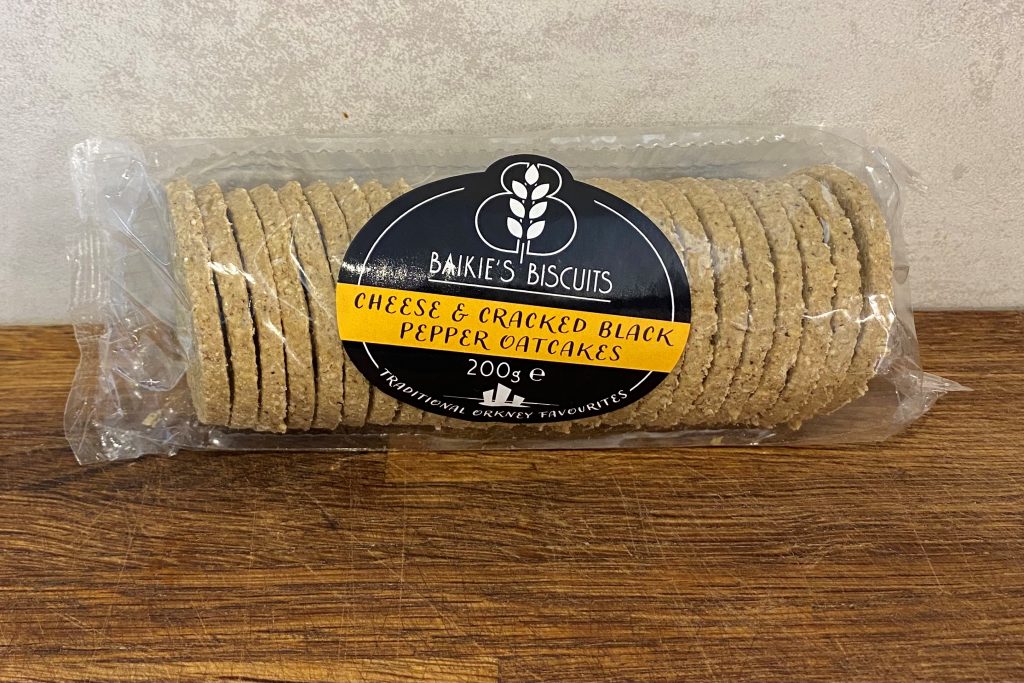 BAIKIE'S BISCUITS
CHEESE & CRACKED BLACK
PEPPER OATCAKES
200g e
TRADITIONAL ORKNEY FAVOURITES